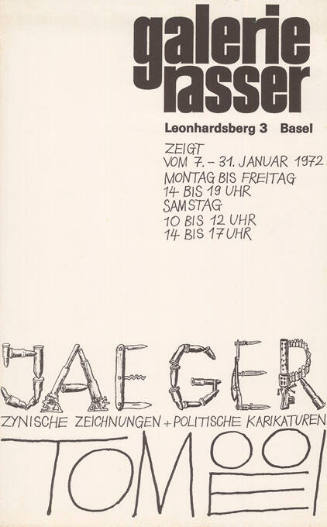 galerie
rasser
Leonhardsberg 3 Basel
ZEIGT
VOM 7. – 31. JANUAR 1972
MONTAG BIS FREITAG
14 BIS 19 UHR
SAMSTAG
10 BIS 12 UHR
14 BIS 17 UHR
JAEGER
ZYNISCHE ZEICHNUNGEN + POLITISCHE KARIKATUREN
TOM